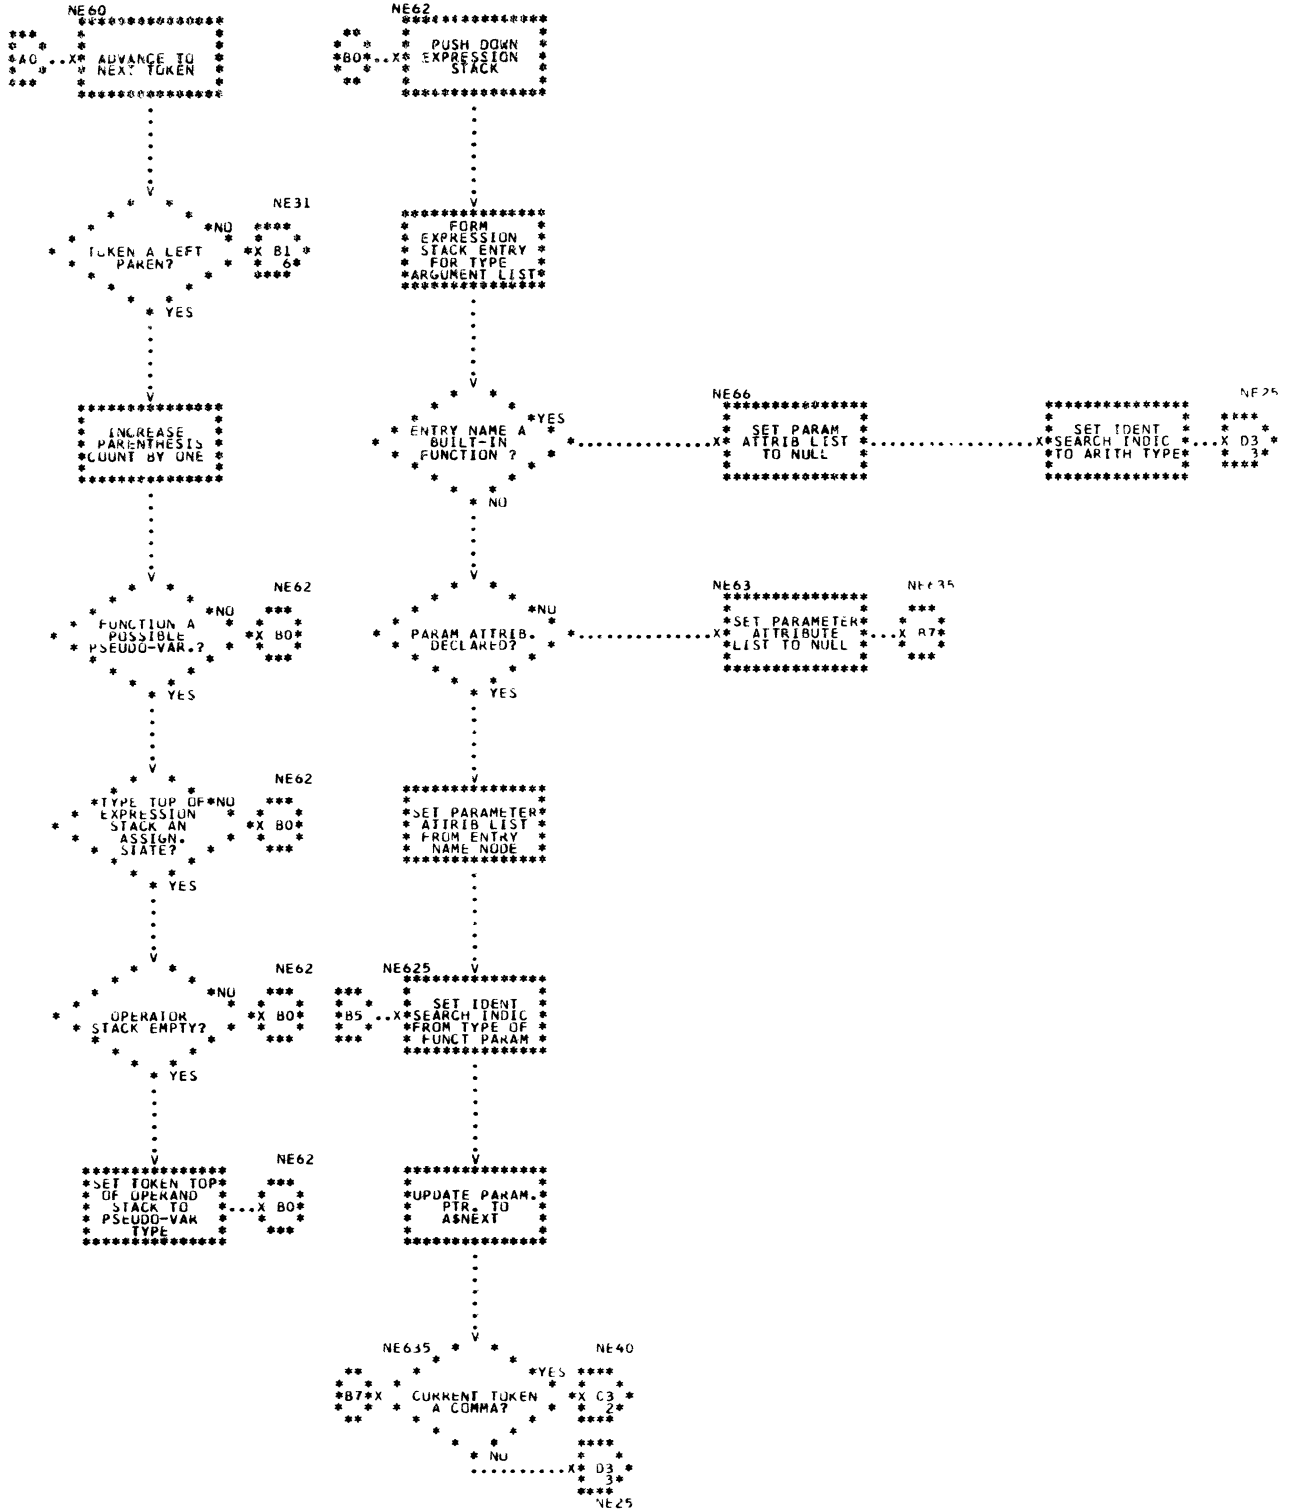 NE60
A0
ADVANCE TO
NEXT TOKEN
TOKEN A LEFT
PAREN?
NO
NE31
X B1
6
YES
INCREASE
PARENTHESIS
COUNT BY ONE
FUNCTION A
POSSIBLE
PSEUDO-VAR.?
NO
NE62
X B0
YES
TYPE TOP OF
EXPRESSION
STACK AN
ASSIGN.
STATE?
NO
NE62
X B0
YES
OPERATOR
STACK EMPTY?
NO
NE62
X B0
YES
SET TOKEN TOP
OF OPERAND
STACK TO
PSEUDO-VAR
TYPE
NE62
X B0
NE62
B0
PUSH DOWN
EXPRESSION
STACK
FORM
EXPRESSION
STACK ENTRY
FOR TYPE
ARGUMENT LIST
ENTRY NAME A
BUILT-IN
FUNCTION ?
YES
NE66
SET PARAM
ATTRIB LIST
TO NULL
SET IDENT
SEARCH INDIC
TO ARITH TYPE
NE25
X D3
3
NO
PARAM ATTRIB.
DECLARED?
NO
NE63
SET PARAMETER
ATTRIBUTE
LIST TO NULL
NE635
X B7
YES
SET PARAMETER
ATTRIB LIST
FROM ENTRY
NAME NODE
NE625
B5
SET IDENT
SEARCH INDIC
FROM TYPE OF
FUNCT PARAM
UPDATE PARAM.
PTR. TO
A$NEXT
NE635
B7
CURRENT TOKEN
A COMMA?
YES
NE40
X C3
2
NO
D3
3
NE25